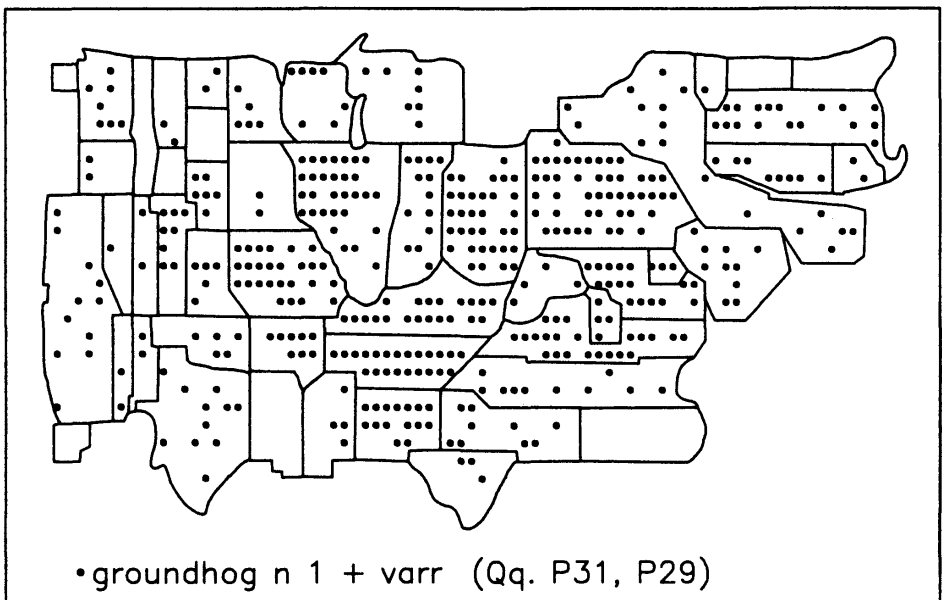 •groundhog n 1 + varr (Qq. P31, P29)